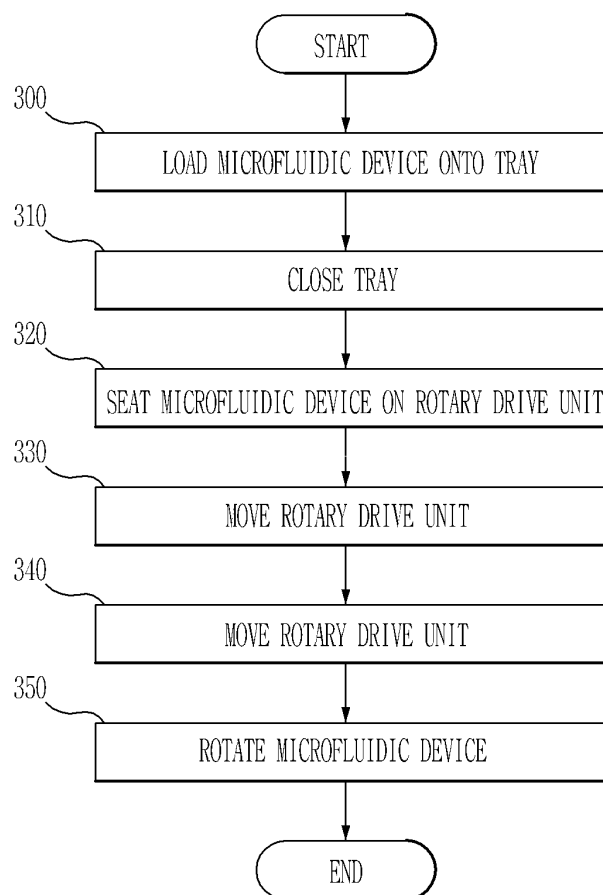 START
300
LOAD MICROFLUIDIC DEVICE ONTO TRAY
310
CLOSE TRAY
320
SEAT MICROFLUIDIC DEVICE ON ROTARY DRIVE UNIT
330
MOVE ROTARY DRIVE UNIT
340
MOVE ROTARY DRIVE UNIT
350
ROTATE MICROFLUIDIC DEVICE
END